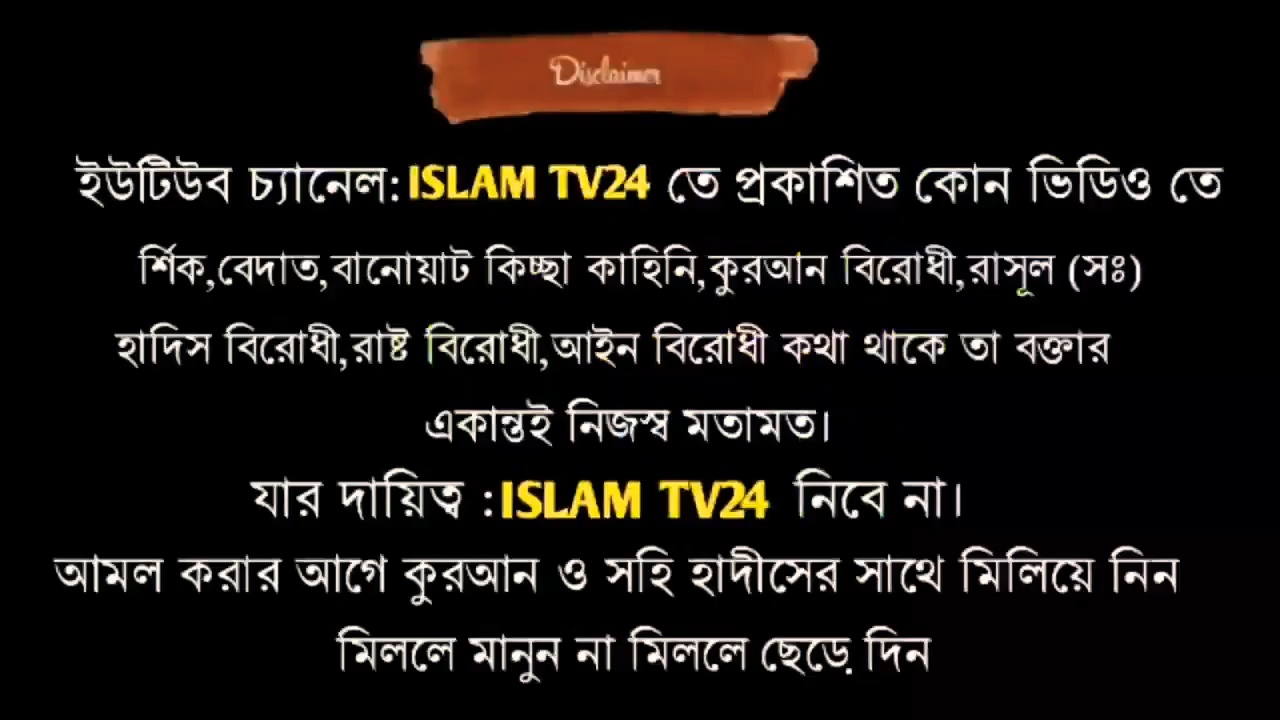 Disclaimer
ইউটিউব চ্যানেল:ISLAM TV24 তে প্রকাশিত কোন ভিডিও তে
র্শিক,বেদাত,বানোয়াট কিচ্ছা কাহিনি,কুরআন বিরোধী,রাসূল (সঃ)
হাদিস বিরোধী,রাষ্ট বিরোধী,আইন বিরোধী কথা থাকে তা বক্তার
একান্তই নিজস্ব মতামত।
যার দায়িত্ব :ISLAM TV24 নিবে না।
আমল করার আগে কুরআন ও সহি হাদীসের সাথে মিলিয়ে নিন
মিললে মানুন না মিললে ছেড়ে দিন